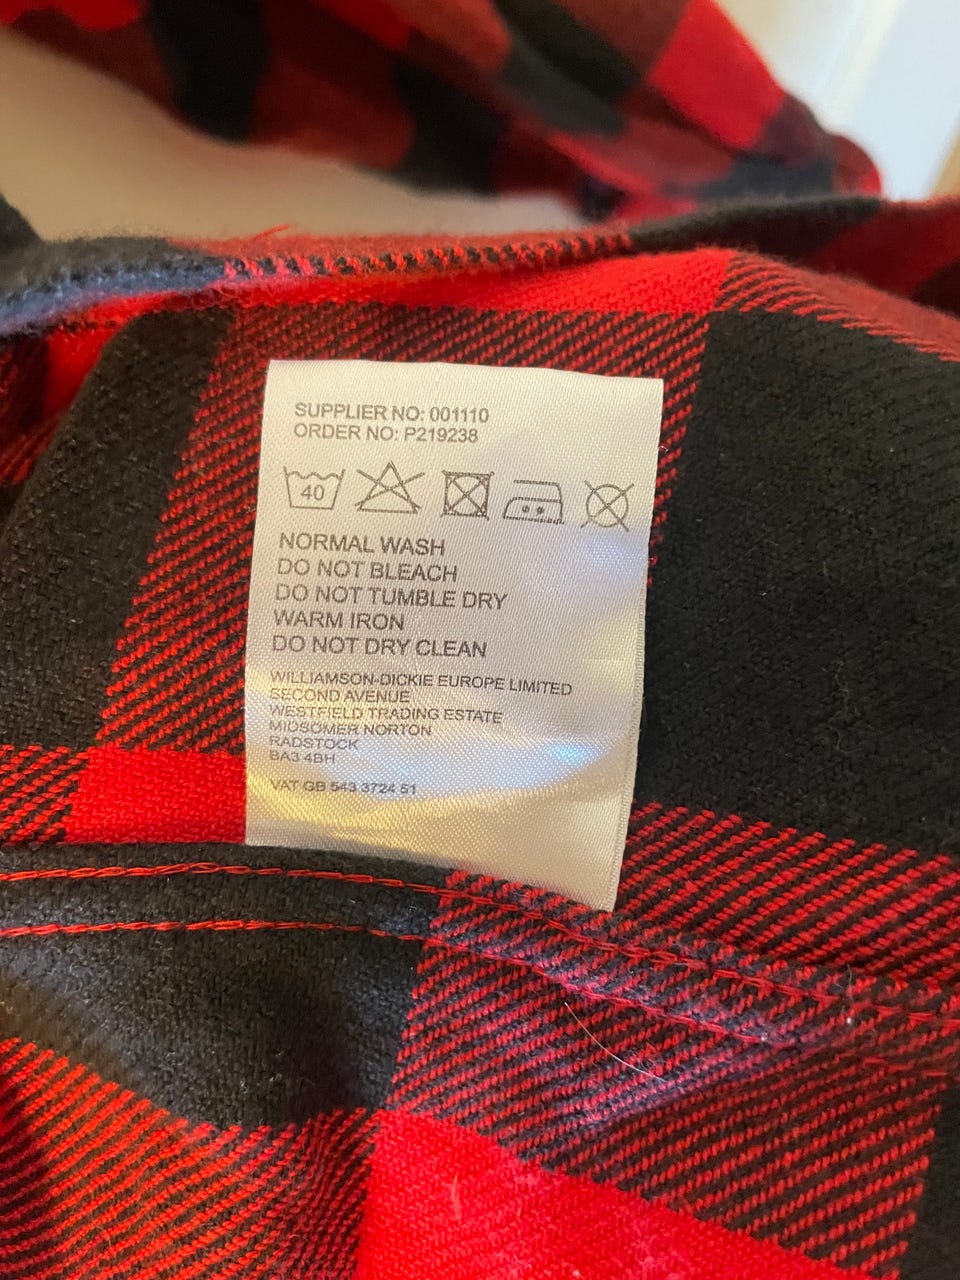 SUPPLIER NO: 001110
ORDER NO: P219238
40
NORMAL WASH
DO NOT BLEACH
DO NOT TUMBLE DRY
WARM IRON
DO NOT DRY CLEAN
WILLIAMSON-DICKIE EUROPE LIMITED
SECOND AVENUE
WESTFIELD TRADING ESTATE
MIDSOMER NORTON
RADSTOCK
BA3 4BH
VAT GB 543 3724 51